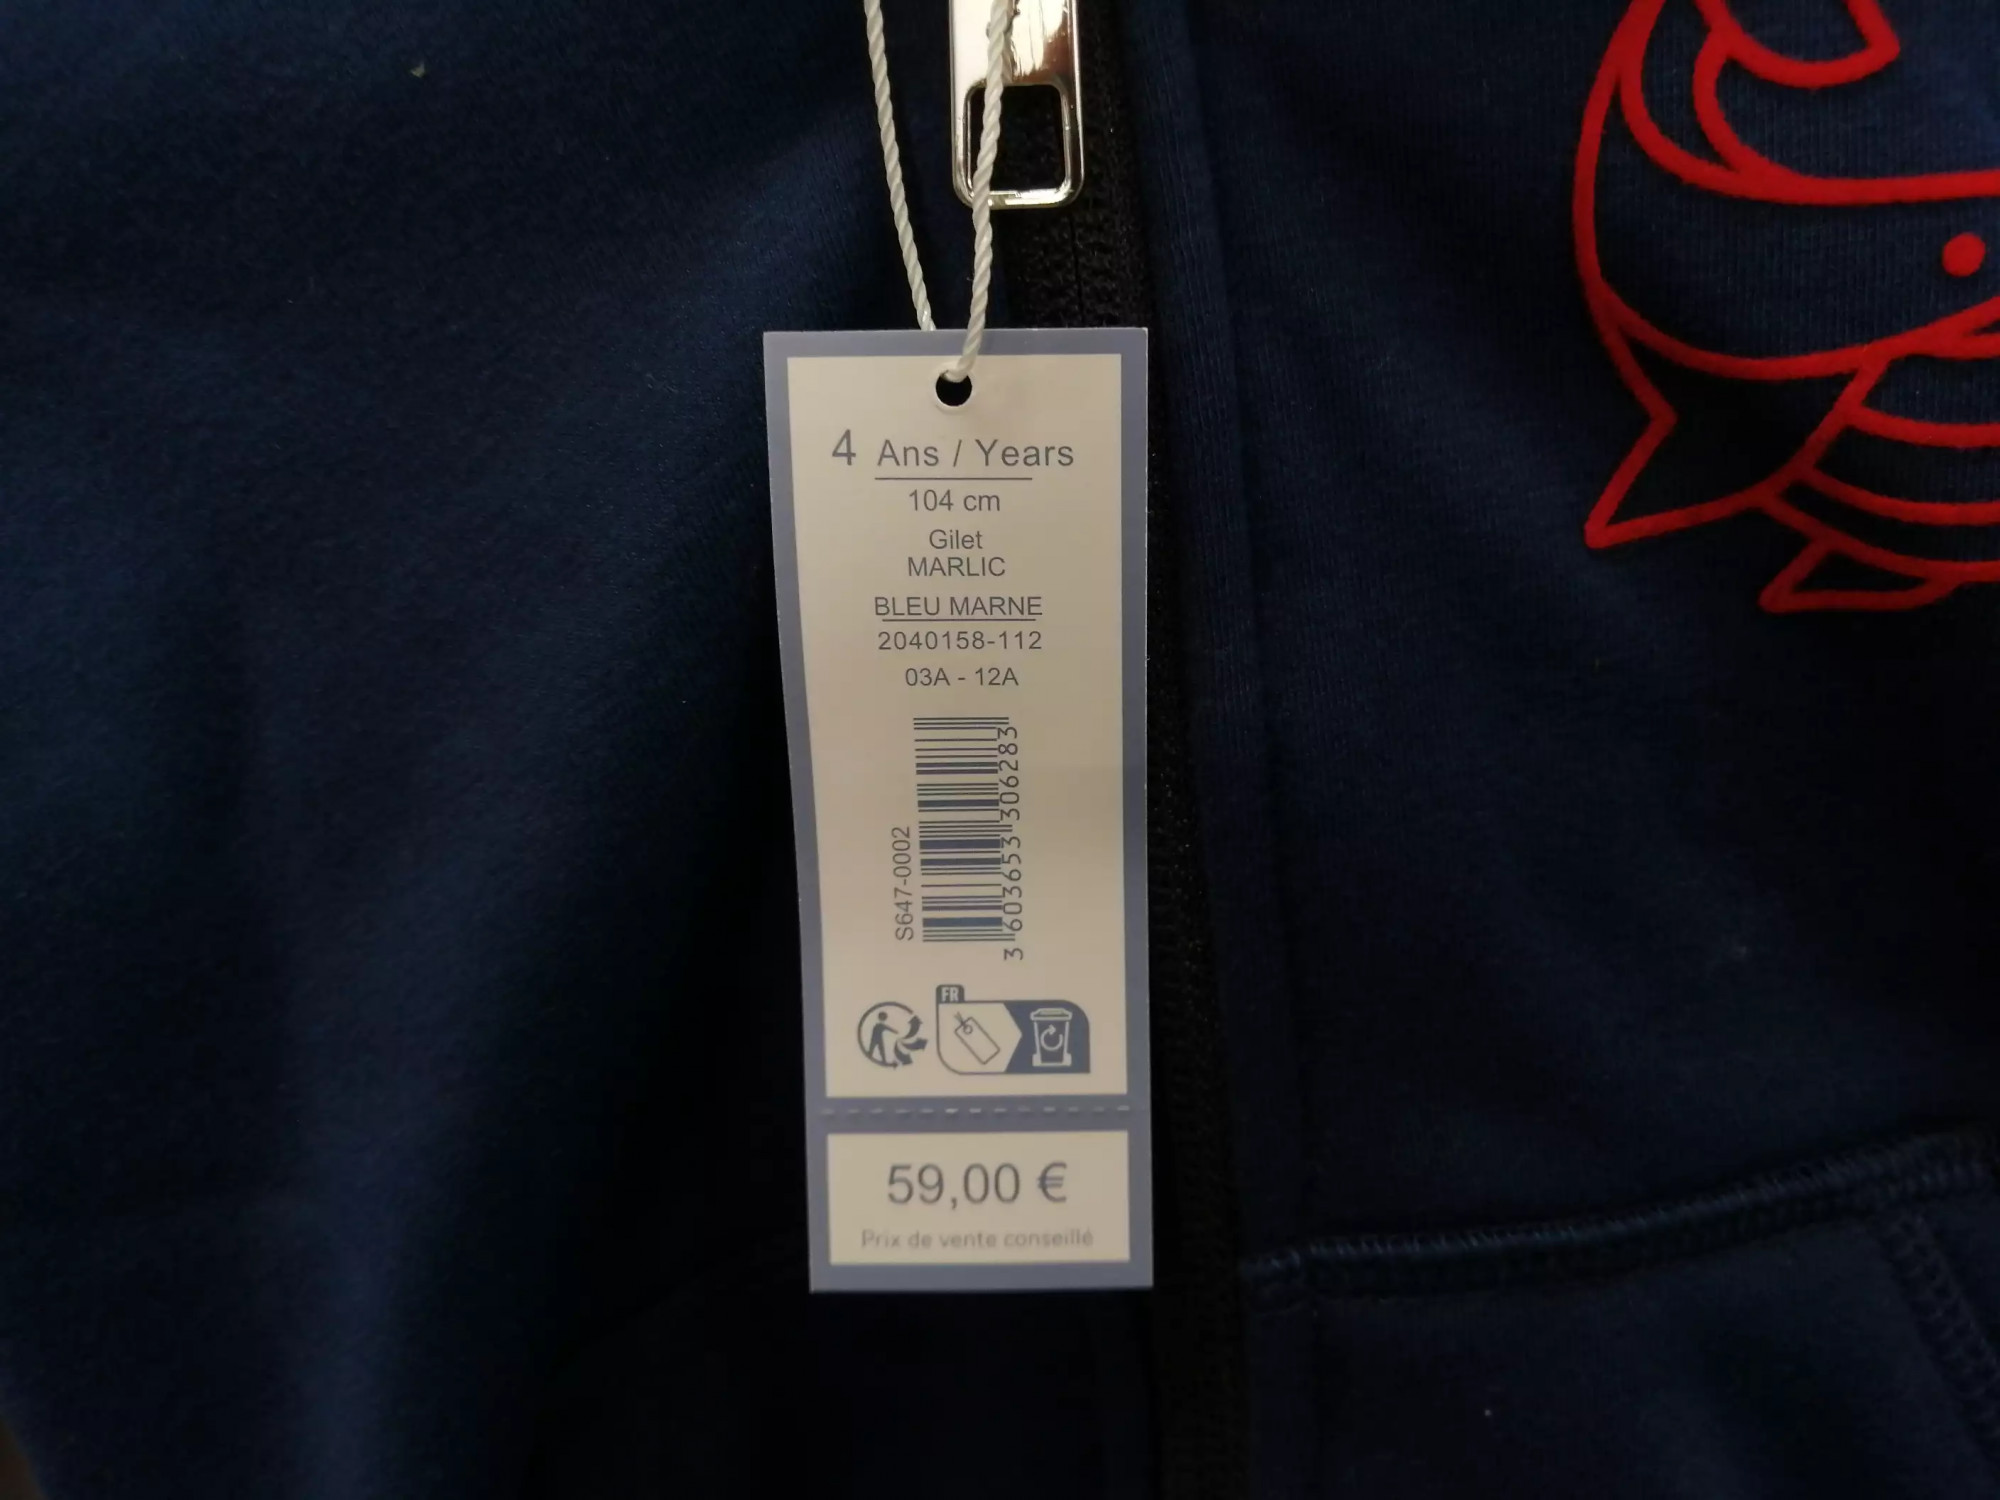 4 Ans / Years
104 cm
Gilet
MARLIC
BLEU MARNE
2040158-112
03A - 12A
S647-0002
3 603653 306283
FR
59,00 €
Prix de vente conseillé